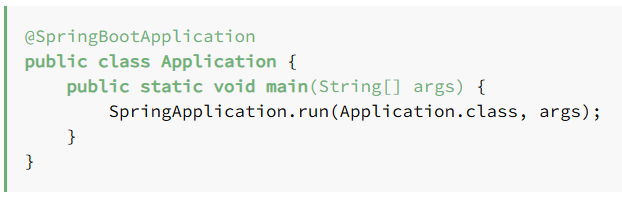 @SpringBootApplication
public class Application {
    public static void main(String[] args) {
        SpringApplication.run(Application.class, args);
    }
}